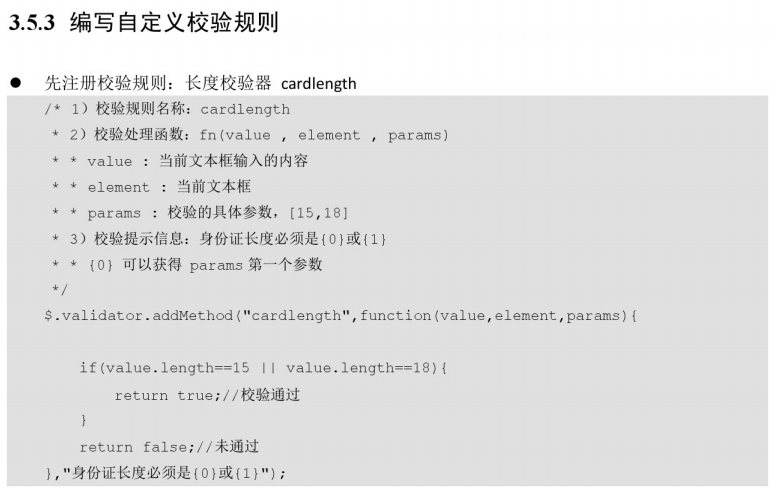 3.5.3 编写自定义校验规则
● 先注册校验规则：长度校验器 cardlength
/* 1）校验规则名称：cardlength
* 2）校验处理函数：fn(value , element , params)
* * value : 当前文本框输入的内容
* * element : 当前文本框
* * params : 校验的具体参数，[15,18]
* 3）校验提示信息：身份证长度必须是{0}或{1}
* * {0} 可以获得 params 第一个参数
*/
$.validator.addMethod("cardlength",function(value,element,params){
if(value.length==15 || value.length==18){
return true;//校验通过
}
return false;//未通过
},"身份证长度必须是{0}或{1}");